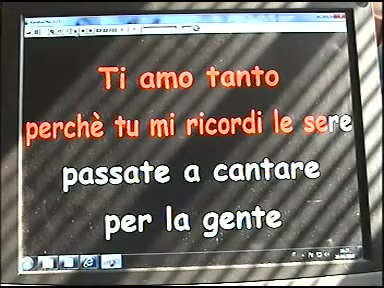 Ti amo tanto
perchè tu mi ricordi le sere
passate a cantare
per la gente